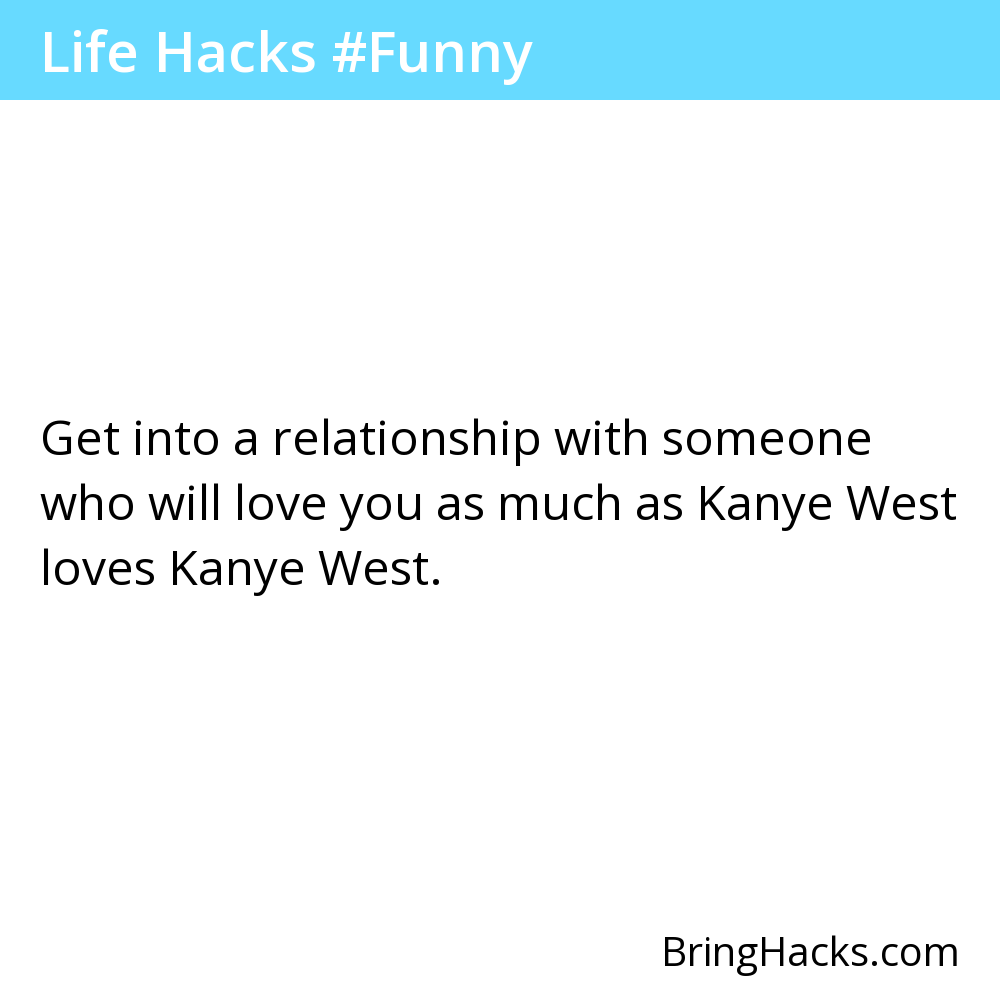 Life Hacks #Funny
Get into a relationship with someone
who will love you as much as Kanye West
loves Kanye West.
BringHacks.com